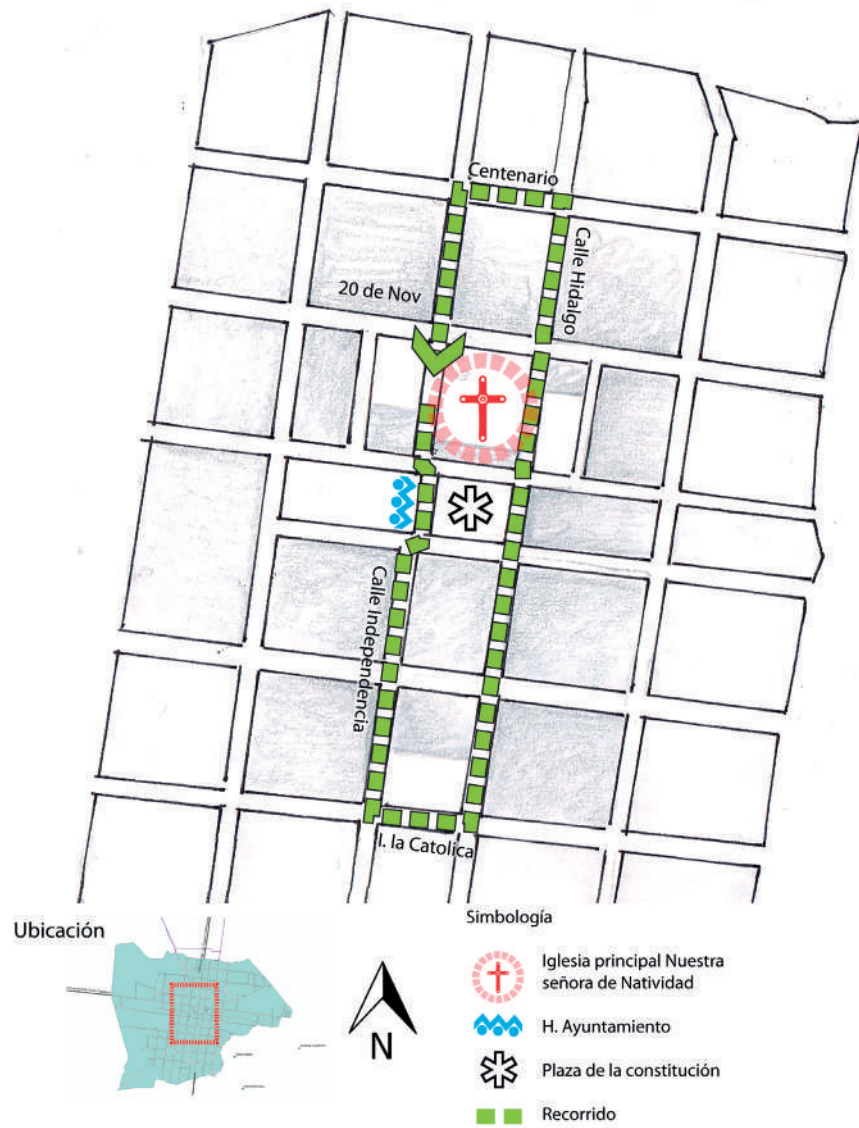 Centenario
Calle Hidalgo
20 de Nov
Calle Independencia
I. la Catolica
Ubicación
N
Simbología
Iglesia principal Nuestra
señora de Natividad
H. Ayuntamiento
Plaza de la constitución
Recorrido